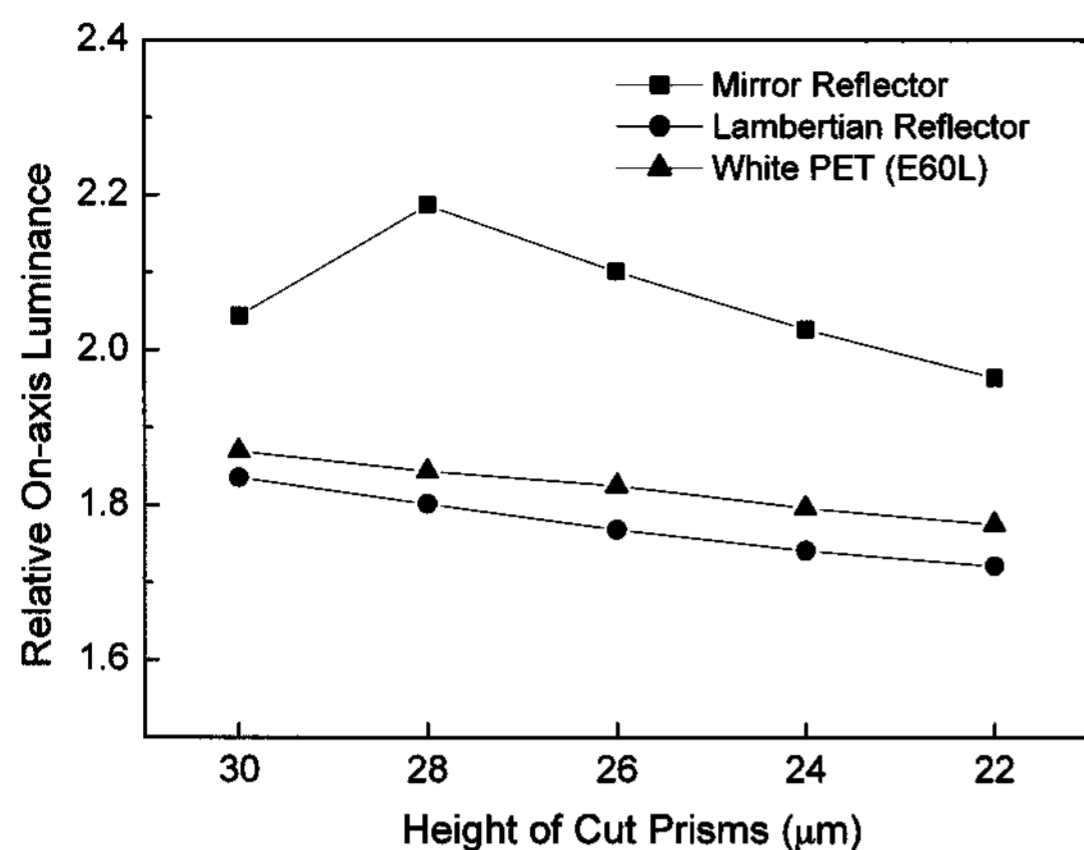 2.4
2.2
2.0
1.8
1.6
Relative On-axis Luminance
Mirror Reflector
Lambertian Reflector
White PET (E60L)
30 28 26 24 22
Height of Cut Prisms (μm)